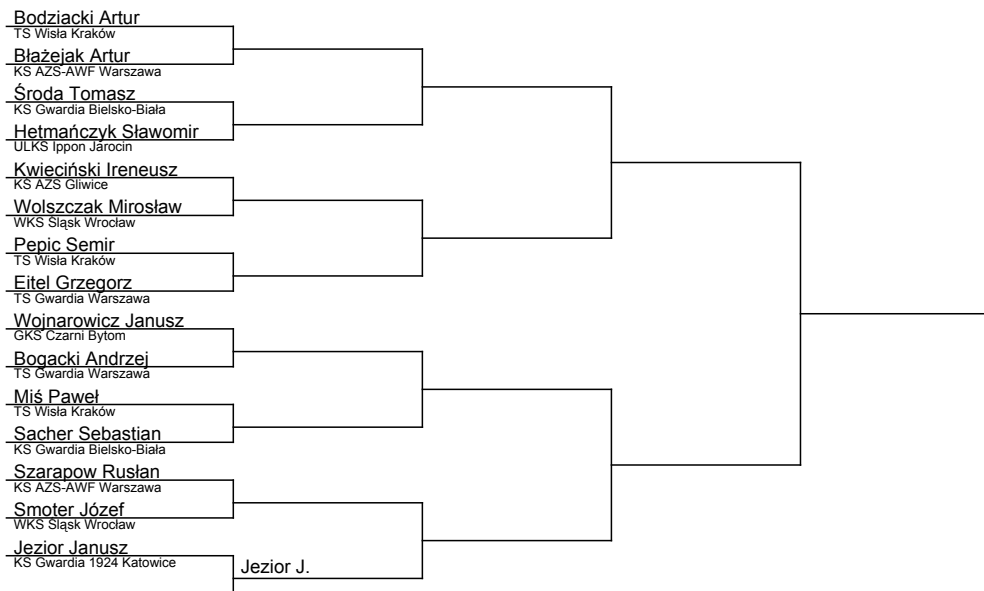 Bodziacki Artur
TS Wisła Kraków
Błażejak Artur
KS AZS-AWF Warszawa
Środa Tomasz
KS Gwardia Bielsko-Biała
Hetmańczyk Sławomir
ULKS Ippon Jarocin
Kwieciński Ireneusz
KS AZS Gliwice
Wolszczak Mirosław
WKS Śląsk Wrocław
Pepic Semir
TS Wisła Kraków
Eitel Grzegorz
TS Gwardia Warszawa
Wojnarowicz Janusz
GKS Czarni Bytom
Bogacki Andrzej
TS Gwardia Warszawa
Miś Paweł
TS Wisła Kraków
Sacher Sebastian
KS Gwardia Bielsko-Biała
Szarapow Rusłan
KS AZS-AWF Warszawa
Smoter Józef
WKS Śląsk Wrocław
Jezior Janusz
KS Gwardia 1924 Katowice
Jezior J.